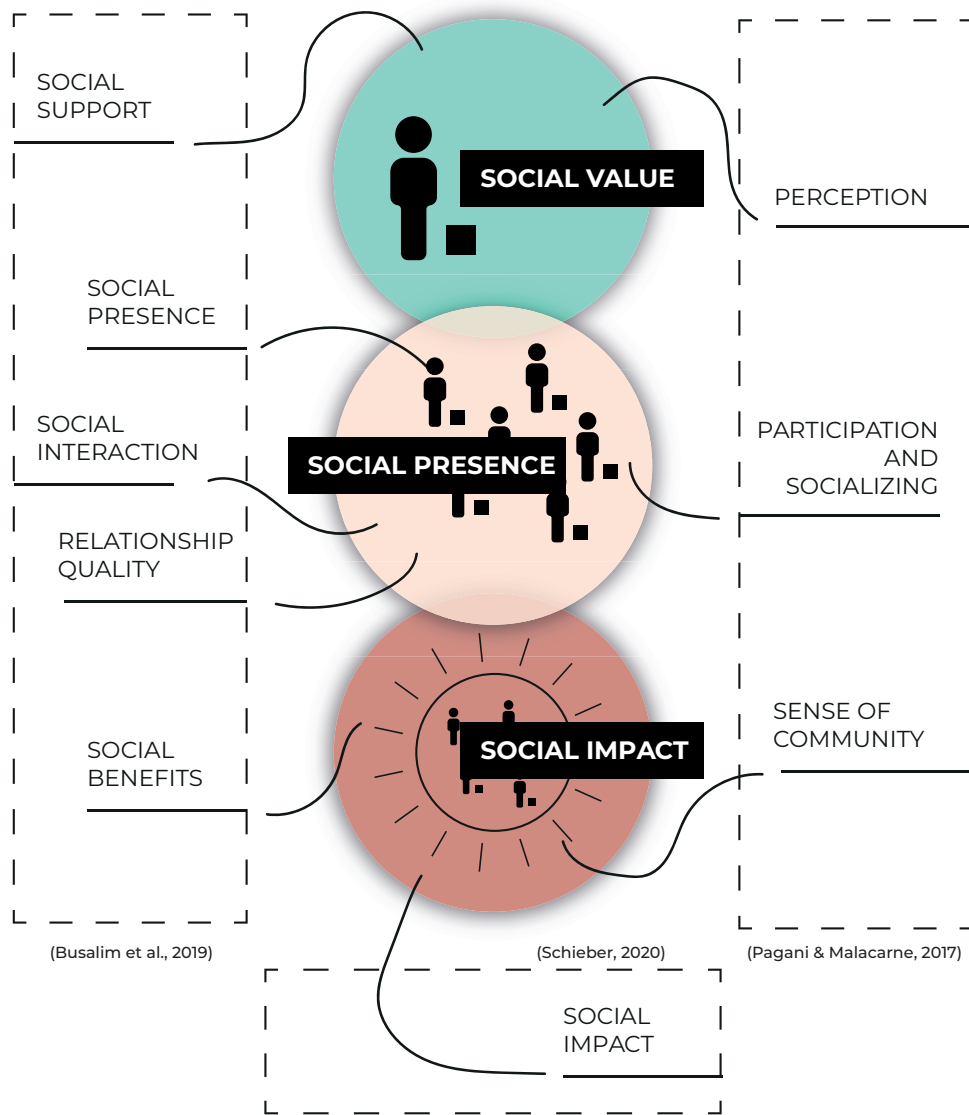 SOCIAL
SUPPORT
SOCIAL VALUE
PERCEPTION
SOCIAL
PRESENCE
SOCIAL
INTERACTION
SOCIAL PRESENCE
PARTICIPATION
AND
SOCIALIZING
RELATIONSHIP
QUALITY
SOCIAL
BENEFITS
SOCIAL IMPACT
SENSE OF
COMMUNITY
(Busalim et al., 2019)
(Schieber, 2020)
(Pagani & Malacarne, 2017)
SOCIAL
IMPACT